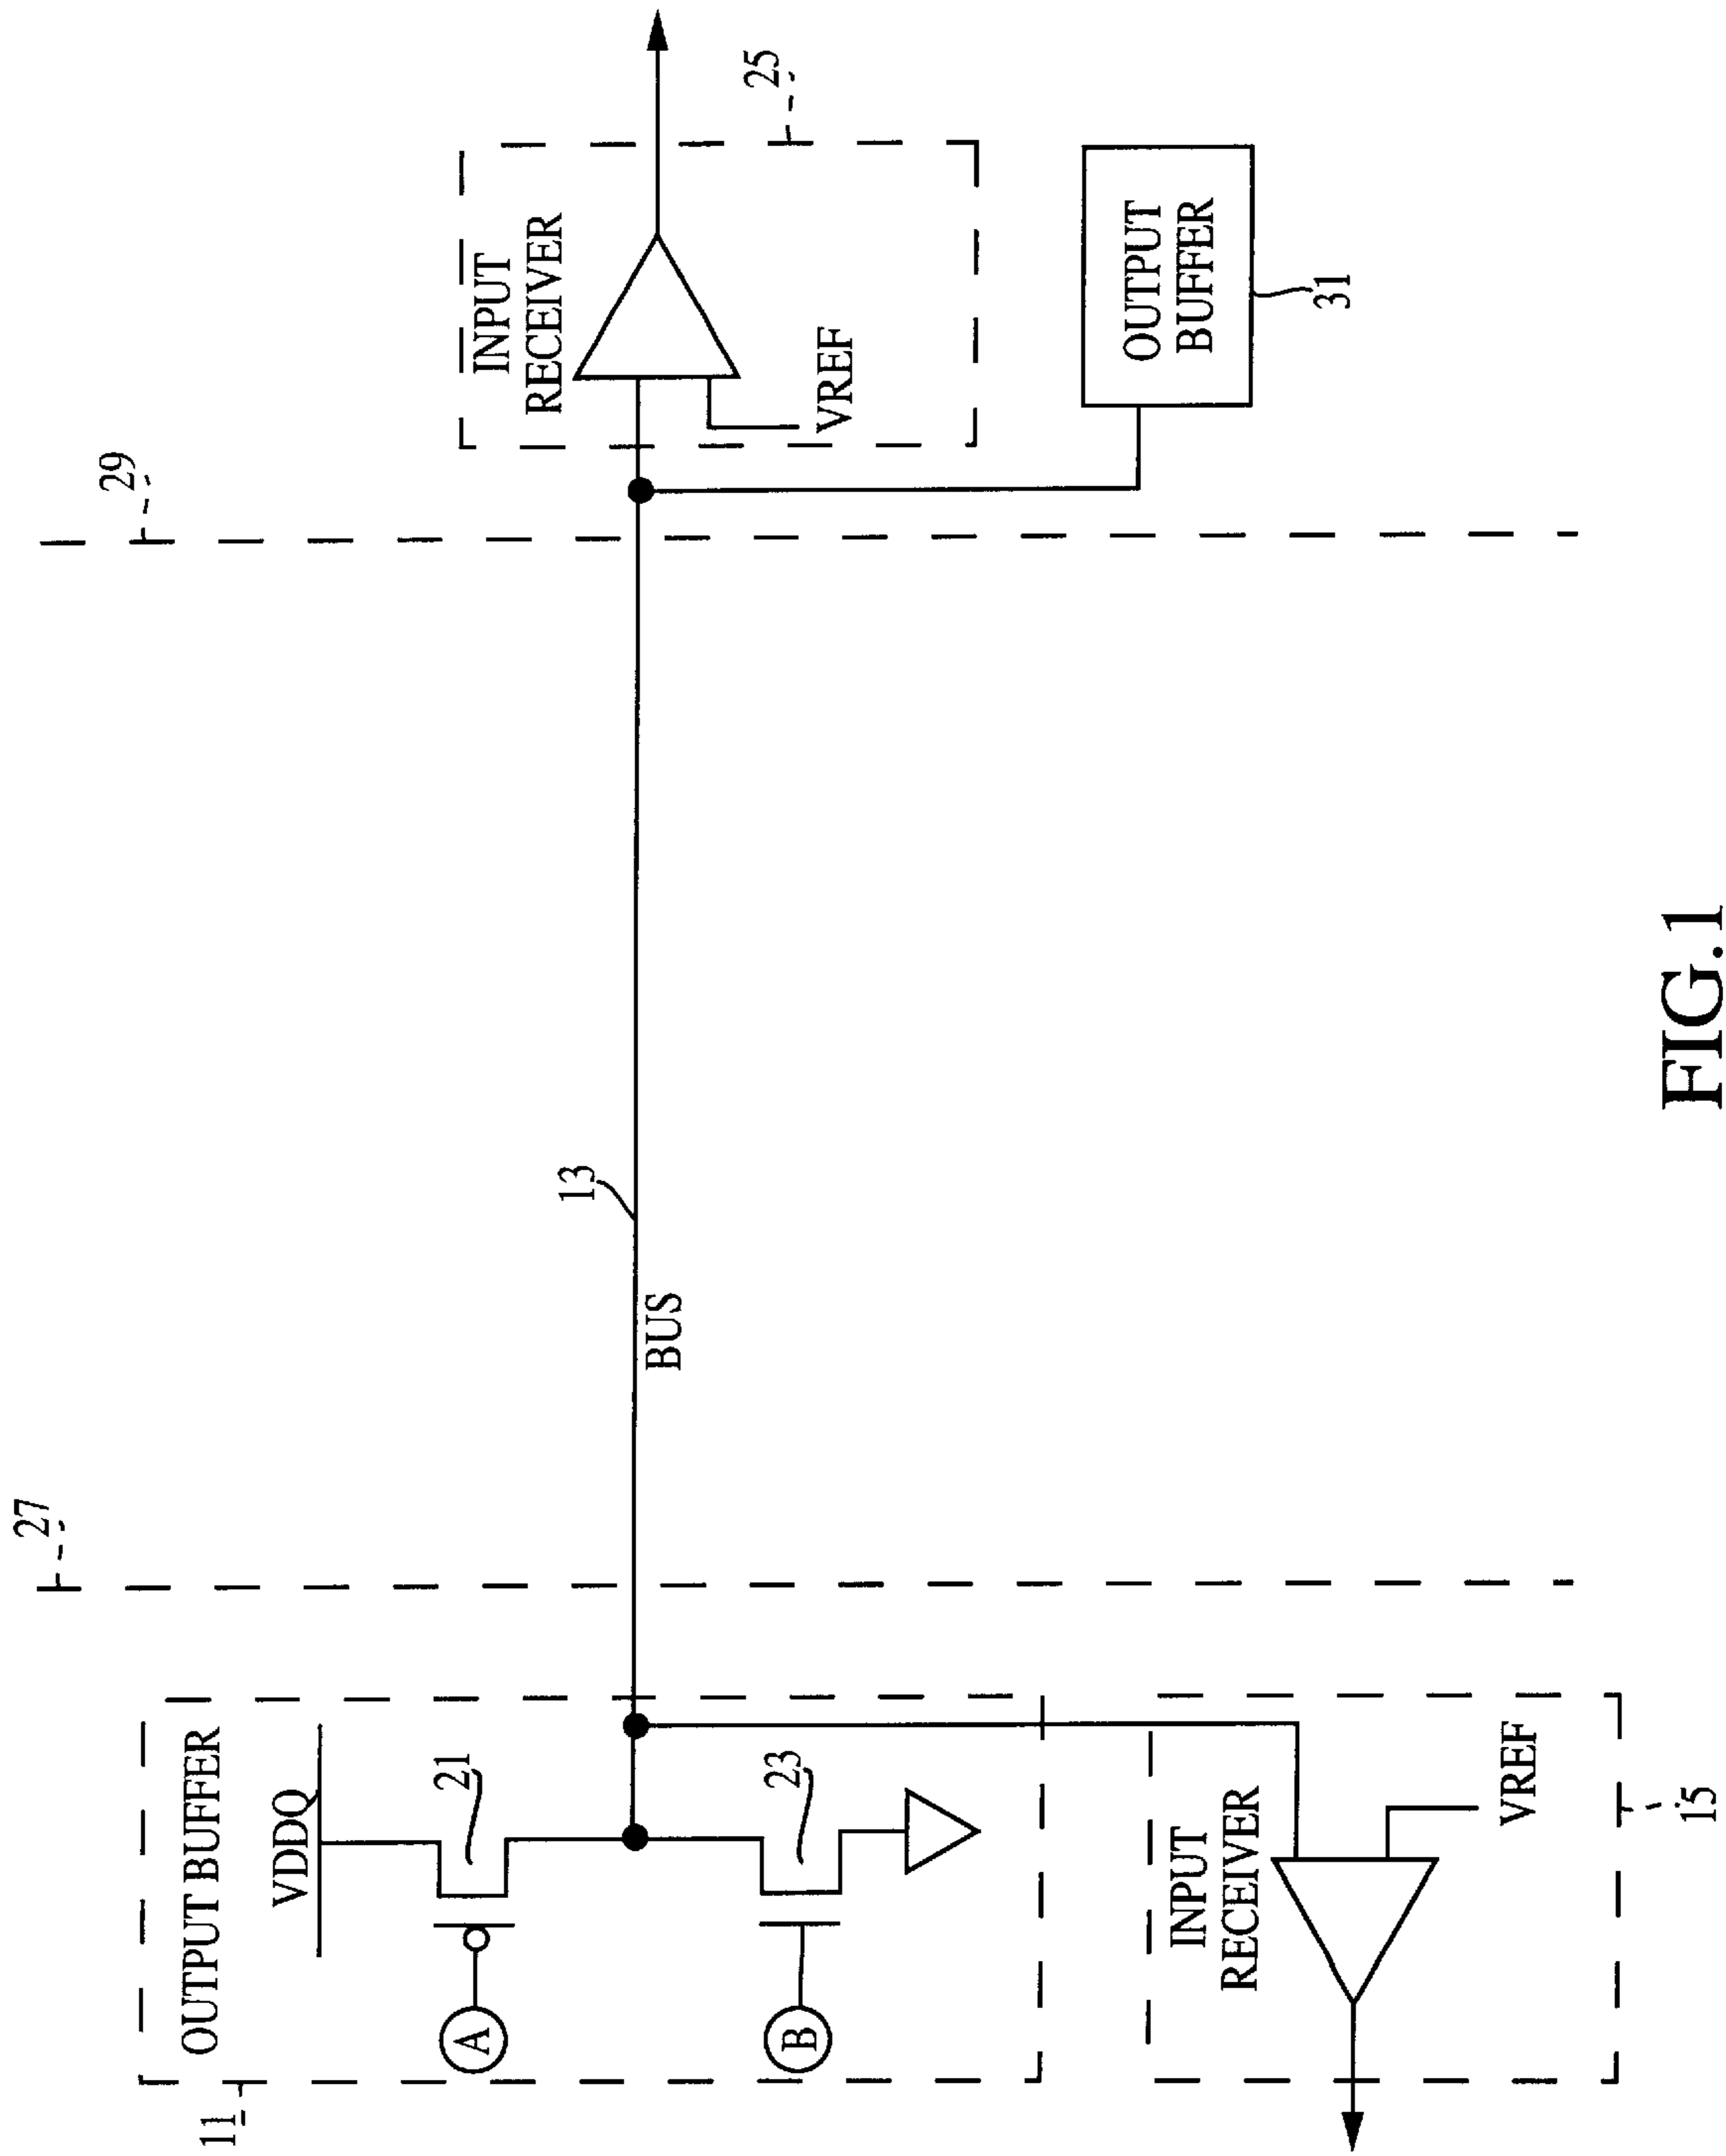 27
29
11
OUTPUT BUFFER
VDDQ
21
A
23
B
13
BUS
INPUT
RECEIVER
VREF
25
INPUT
RECEIVER
VREF
15
OUTPUT
BUFFER
31
FIG.1